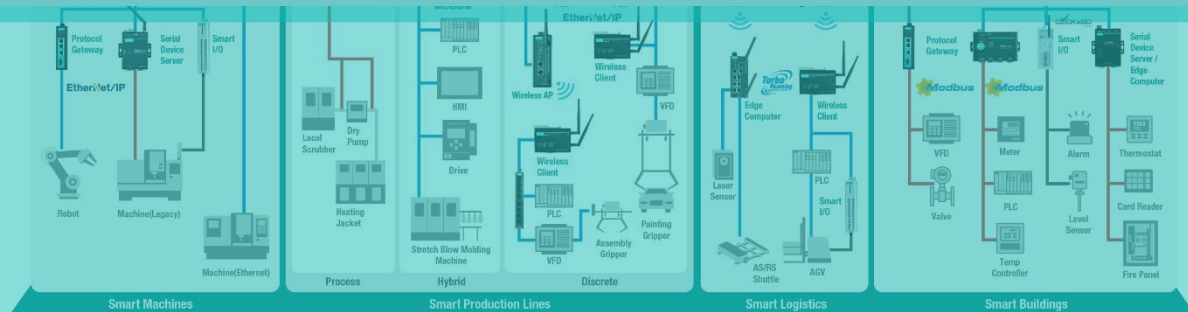 Protocol
Gateway
Serial
Device
Server
Smart
I/O
EtherNet/IP
Robot
Machine(Legacy)
Machine(Ethernet)
Smart Machines
Local
Scrubber
Dry
Pump
Heating
Jacket
Process
PLC
HMI
Drive
Stretch Blow Molding
Machine
Hybrid
EtherNet/IP
Wireless AP
Wireless
Client
VFD
Wireless
Client
PLC
VFD
Assembly
Gripper
Painting
Gripper
Discrete
Smart Production Lines
Edge
Computer
Turbo
Roaming
Wireless
Client
Laser
Sensor
PLC
Smart
I/O
AS/RS
Shuttle
AGV
Smart Logistics
Protocol
Gateway
Smart
I/O
Serial
Device
Server /
Edge
Computer
Modbus
Modbus
VFD
Meter
Alarm
Thermostat
Valve
PLC
Level
Sensor
Card Reader
Temp
Controller
Fire Panel
Smart Buildings